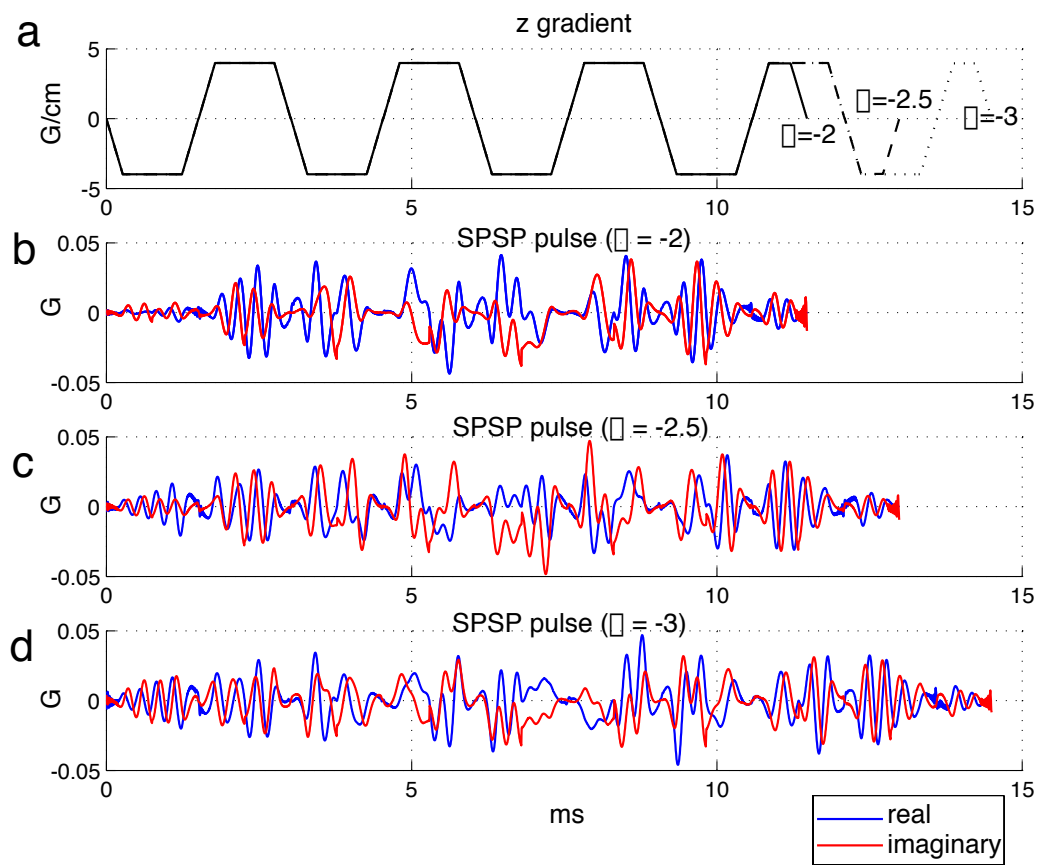 a
z gradient
5
0
-5
G/cm
▯=-2
▯=-2.5
▯=-3
0
5
10
15
b
SPSP pulse (▯ = -2)
0.05
0
-0.05
G
0
5
10
15
c
SPSP pulse (▯ = -2.5)
0.05
0
-0.05
G
0
5
10
15
d
SPSP pulse (▯ = -3)
0.05
0
-0.05
G
0
5
10
15
ms
real
imaginary